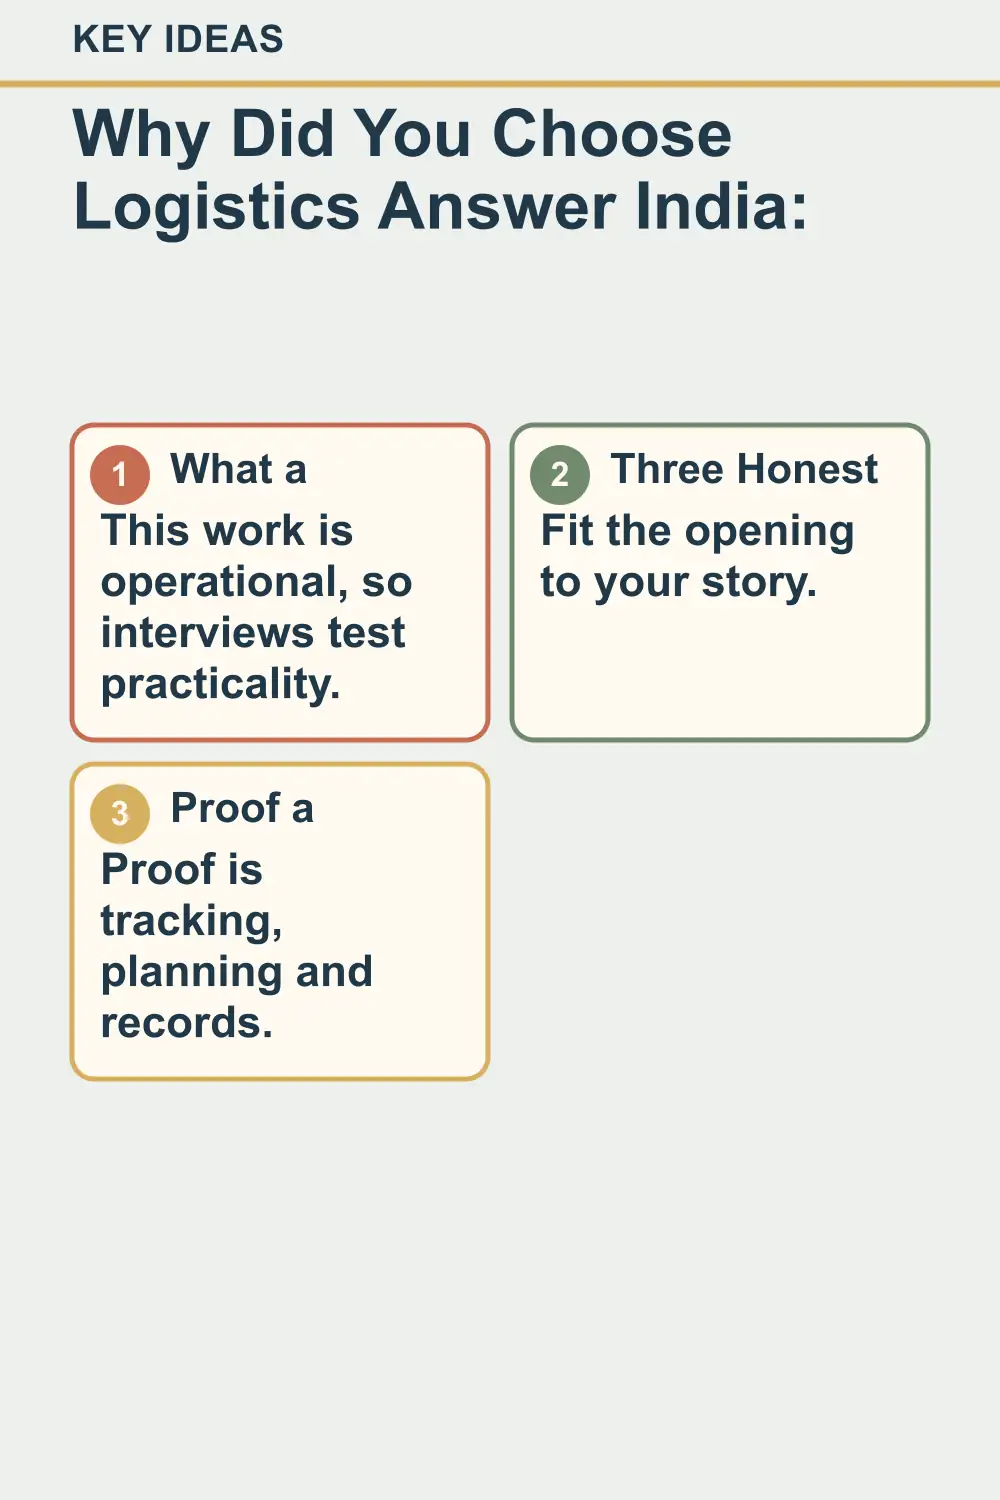 KEY IDEAS
Why Did You Choose
Logistics Answer India:
1 What a
This work is
operational, so
interviews test
practicality.
2 Three Honest
Fit the opening
to your story.
3 Proof a
Proof is
tracking,
planning and
records.